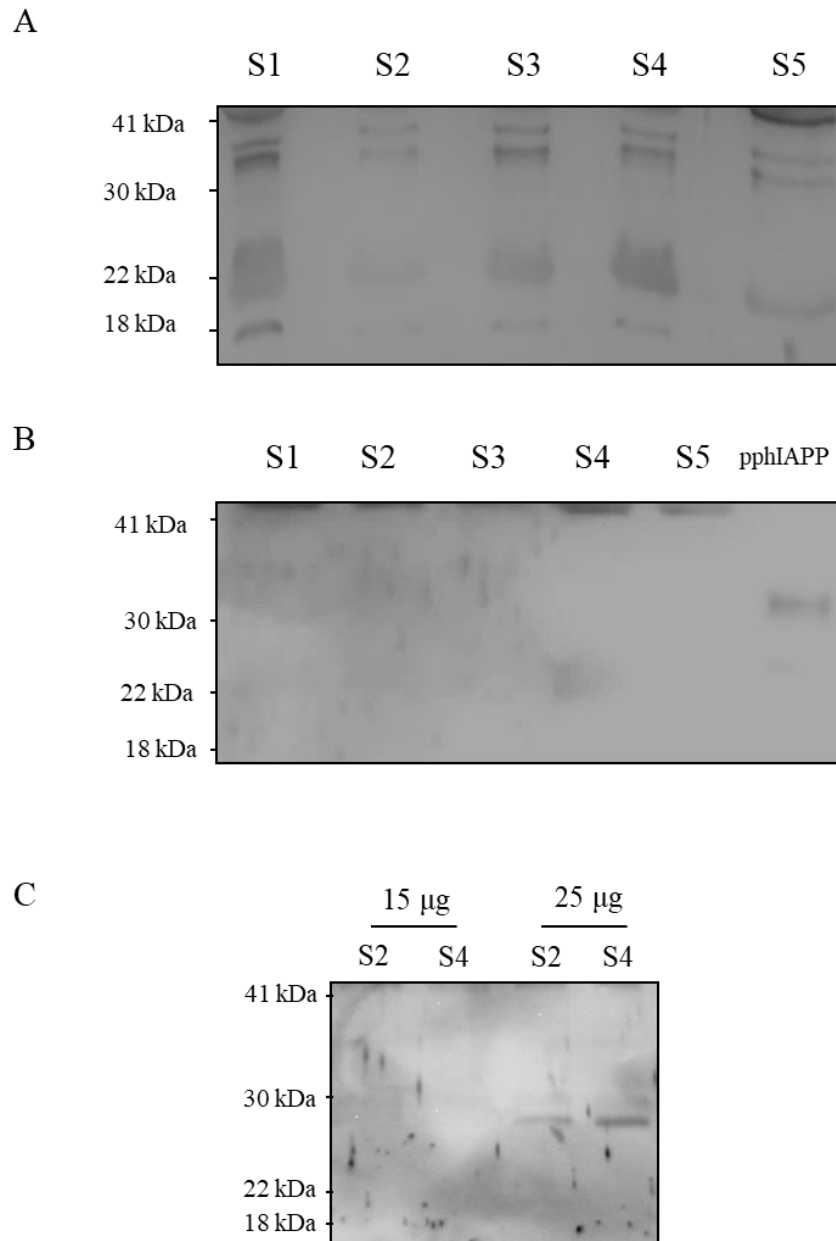 A
S1 S2 S3 S4 S5
41 kDa
30 kDa
22 kDa
18 kDa
B
S1 S2 S3 S4 S5 pphIAPP
41 kDa
30 kDa
22 kDa
18 kDa
C
15 μg 25 μg
S2 S4 S2 S4
41 kDa
30 kDa
22 kDa
18 kDa